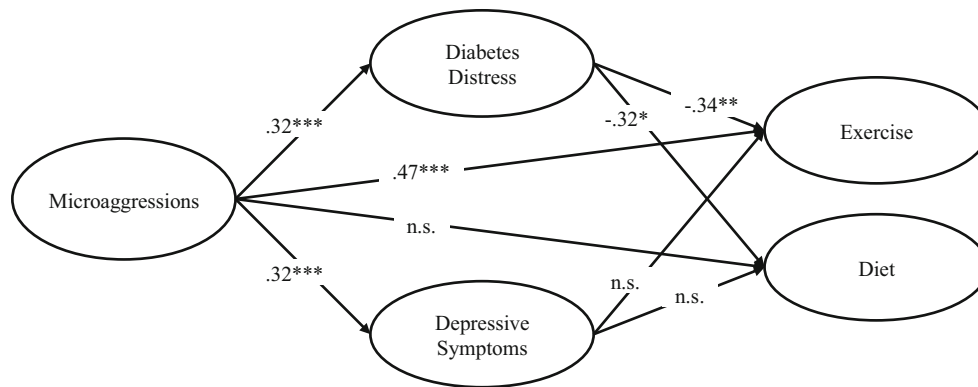 Diabetes
Distress
-.34**
-.32*
.32***
Exercise
.47***
Microaggressions
n.s.
.32***
Diet
n.s.
n.s.
Depressive
Symptoms